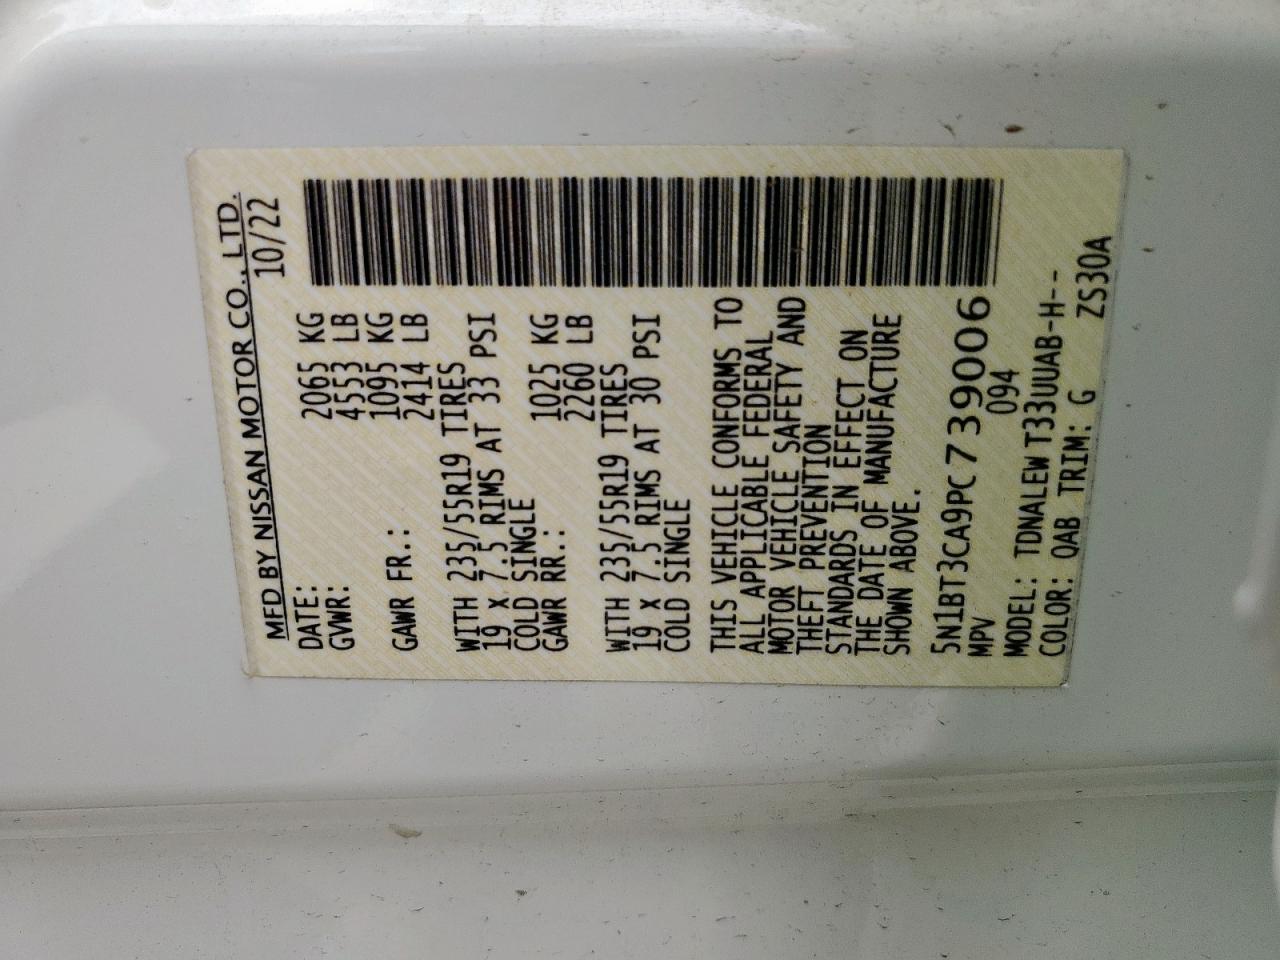 MFD BY NISSAN MOTOR CO., LTD.
DATE: 10/22
GVWR: 2065 KG
4553 LB
GAWR FR.: 1095 KG
2414 LB
WITH 235/55R19 TIRES
19 X 7.5 RIMS AT 33 PSI
COLD SINGLE
GAWR RR.: 1025 KG
2260 LB
WITH 235/55R19 TIRES
19 X 7.5 RIMS AT 30 PSI
COLD SINGLE
THIS VEHICLE CONFORMS TO
ALL APPLICABLE FEDERAL
MOTOR VEHICLE SAFETY AND
THEFT PREVENTION
STANDARDS IN EFFECT ON
THE DATE OF MANUFACTURE
SHOWN ABOVE.
5N1BT3CA9PC739006
MPV 094
MODEL: TDNALEW T33UUAB-H--
COLOR: QAB TRIM: G ZS30A